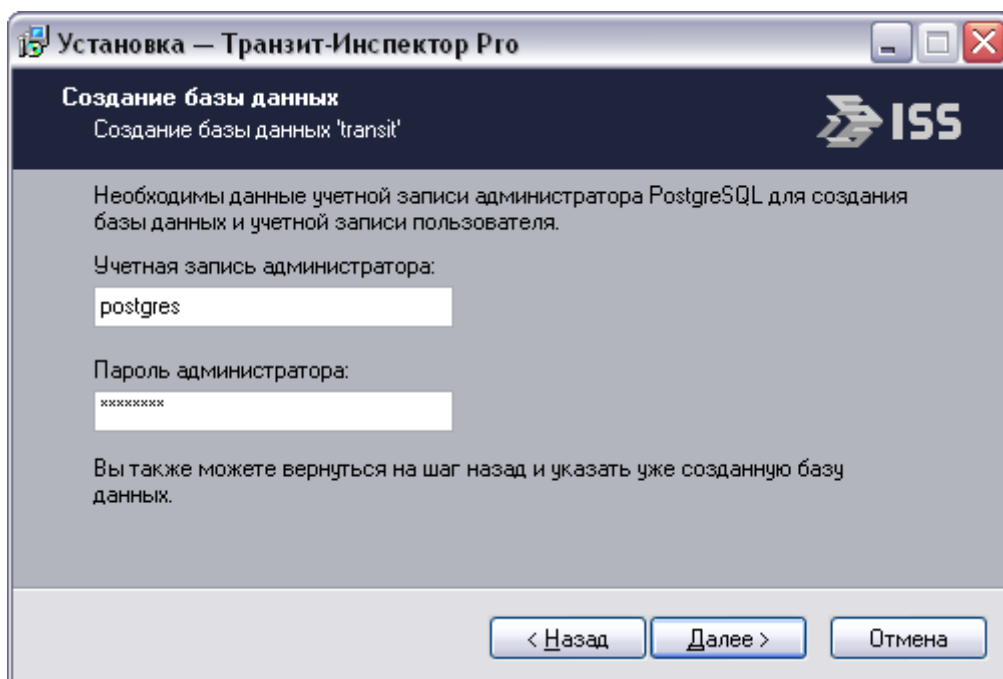 Установка — Транзит-Инспектор Pro
Создание базы данных
Создание базы данных 'transit'
ISS
Необходимы данные учетной записи администратора PostgreSQL для создания
базы данных и учетной записи пользователя.
Учетная запись администратора:
postgres
Пароль администратора:
××××××××
Вы также можете вернуться на шаг назад и указать уже созданную базу
данных.
< Назад Далее > Отмена